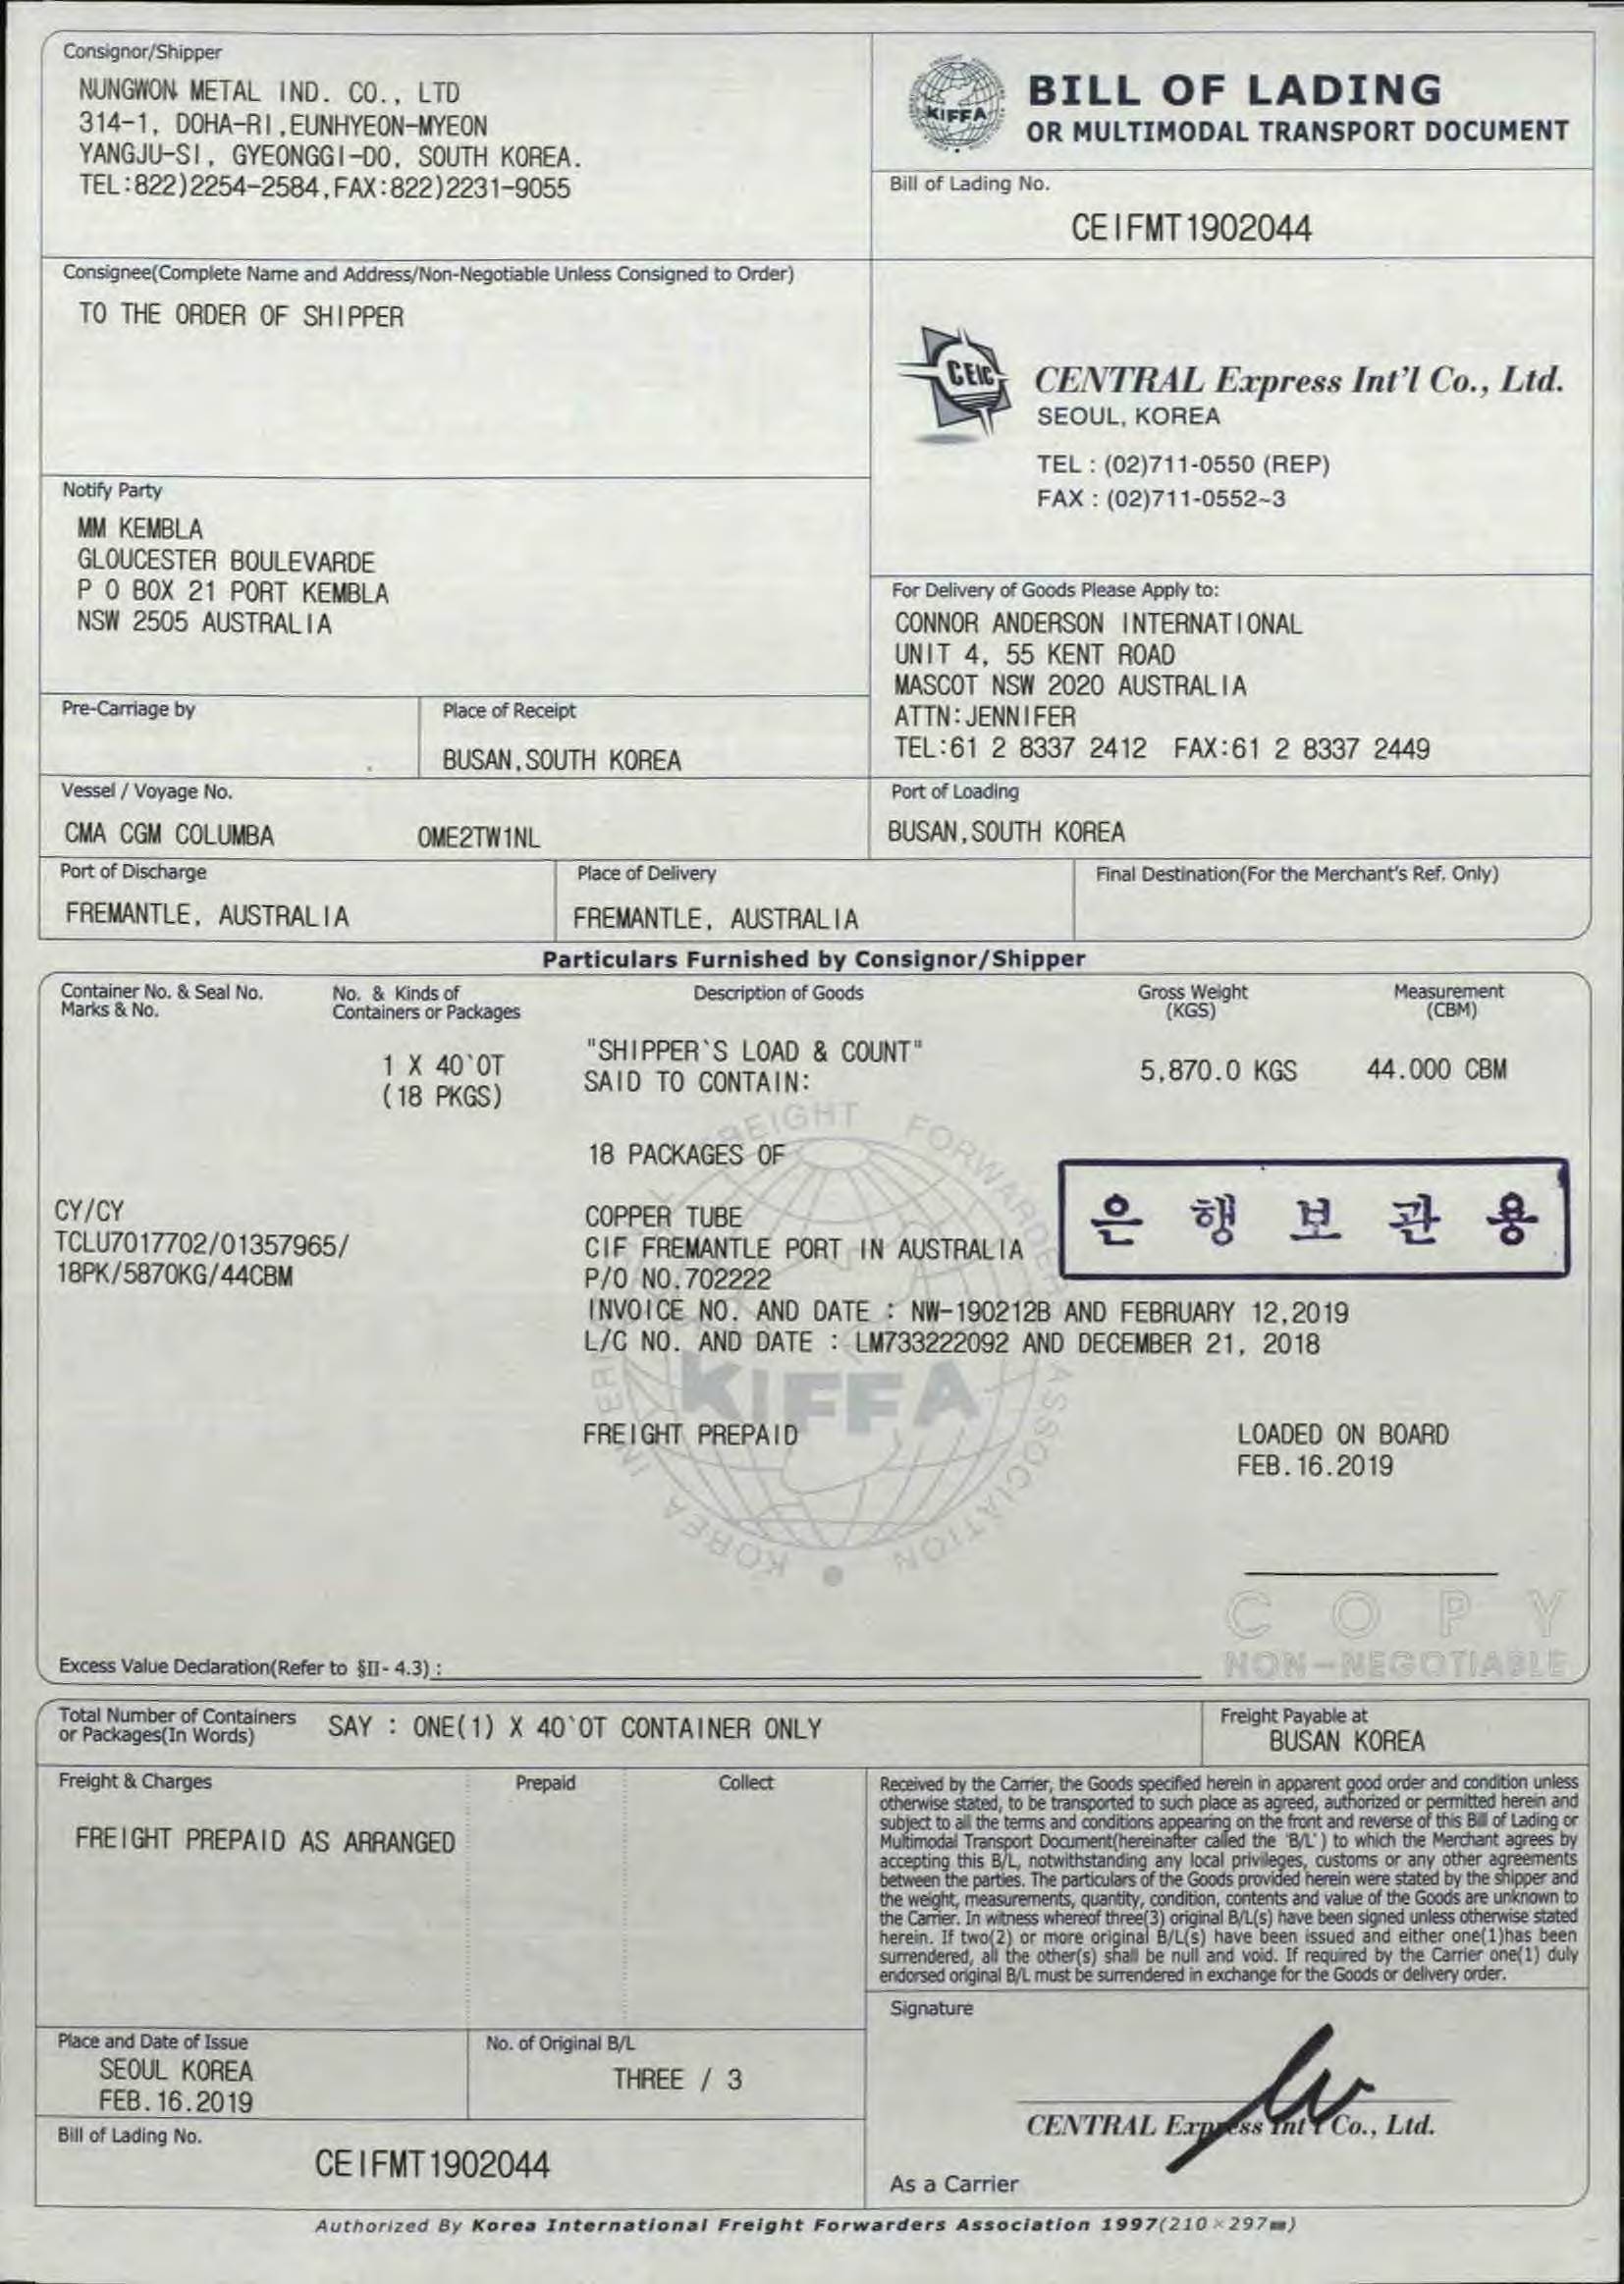 Consignor/Shipper
NUNGWON METAL IND. CO., LTD
314-1, DOHA-RI,EUNHYEON-MYEON
YANGJU-SI, GYEONGGI-DO, SOUTH KOREA.
TEL:822)2254-2584,FAX:822)2231-9055
KIFFA
BILL OF LADING
OR MULTIMODAL TRANSPORT DOCUMENT
Bill of Lading No.
CEIFMT1902044
Consignee(Complete Name and Address/Non-Negotiable Unless Consigned to Order)
TO THE ORDER OF SHIPPER
CEIC
CENTRAL Express Int'l Co., Ltd.
SEOUL, KOREA
TEL : (02)711-0550 (REP)
FAX : (02)711-0552~3
Notify Party
MM KEMBLA
GLOUCESTER BOULEVARDE
P O BOX 21 PORT KEMBLA
NSW 2505 AUSTRALIA
For Delivery of Goods Please Apply to:
CONNOR ANDERSON INTERNATIONAL
UNIT 4, 55 KENT ROAD
MASCOT NSW 2020 AUSTRALIA
ATTN:JENNIFER
TEL:61 2 8337 2412 FAX:61 2 8337 2449
Pre-Carriage by
Place of Receipt
BUSAN,SOUTH KOREA
Vessel / Voyage No.
CMA CGM COLUMBA OME2TW1NL
Port of Loading
BUSAN,SOUTH KOREA
Port of Discharge
FREMANTLE, AUSTRALIA
Place of Delivery
FREMANTLE, AUSTRALIA
Final Destination(For the Merchant's Ref. Only)
Particulars Furnished by Consignor/Shipper
Container No. & Seal No.
Marks & No.
No. & Kinds of
Containers or Packages
Description of Goods
Gross Weight
(KGS)
Measurement
(CBM)
1 X 40`OT
(18 PKGS)
"SHIPPER`S LOAD & COUNT"
SAID TO CONTAIN:
5,870.0 KGS
44.000 CBM
18 PACKAGES OF
CY/CY
TCLU7017702/01357965/
18PK/5870KG/44CBM
COPPER TUBE
CIF FREMANTLE PORT IN AUSTRALIA
P/O NO.702222
INVOICE NO. AND DATE : NW-190212B AND FEBRUARY 12,2019
L/C NO. AND DATE : LM733222092 AND DECEMBER 21, 2018
은행보관용
KIFFA
KOREA INTERNATIONAL FREIGHT FORWARDERS ASSOCIATION
FREIGHT PREPAID
LOADED ON BOARD
FEB.16.2019
COPY
NON-NEGOTIABLE
Excess Value Declaration(Refer to §II- 4.3) :
Total Number of Containers
or Packages(In Words)
SAY : ONE(1) X 40`OT CONTAINER ONLY
Freight Payable at
BUSAN KOREA
Freight & Charges Prepaid Collect
FREIGHT PREPAID AS ARRANGED
Received by the Carrier, the Goods specified herein in apparent good order and condition unless
otherwise stated, to be transported to such place as agreed, authorized or permitted herein and
subject to all the terms and conditions appearing on the front and reverse of this Bill of Lading or
Multimodal Transport Document(hereinafter called the 'B/L') to which the Merchant agrees by
accepting this B/L, notwithstanding any local privileges, customs or any other agreements
between the parties. The particulars of the Goods provided herein were stated by the shipper and
the weight, measurements, quantity, condition, contents and value of the Goods are unknown to
the Carrier. In witness whereof three(3) original B/L(s) have been signed unless otherwise stated
herein. If two(2) or more original B/L(s) have been issued and either one(1)has been
surrendered, all the other(s) shall be null and void. If required by the Carrier one(1) duly
endorsed original B/L must be surrendered in exchange for the Goods or delivery order.
Signature
Place and Date of Issue
SEOUL KOREA
FEB.16.2019
No. of Original B/L
THREE / 3
CENTRAL Express Int'l Co., Ltd.
Bill of Lading No.
CEIFMT1902044
As a Carrier
Authorized By Korea International Freight Forwarders Association 1997(210×297㎜)